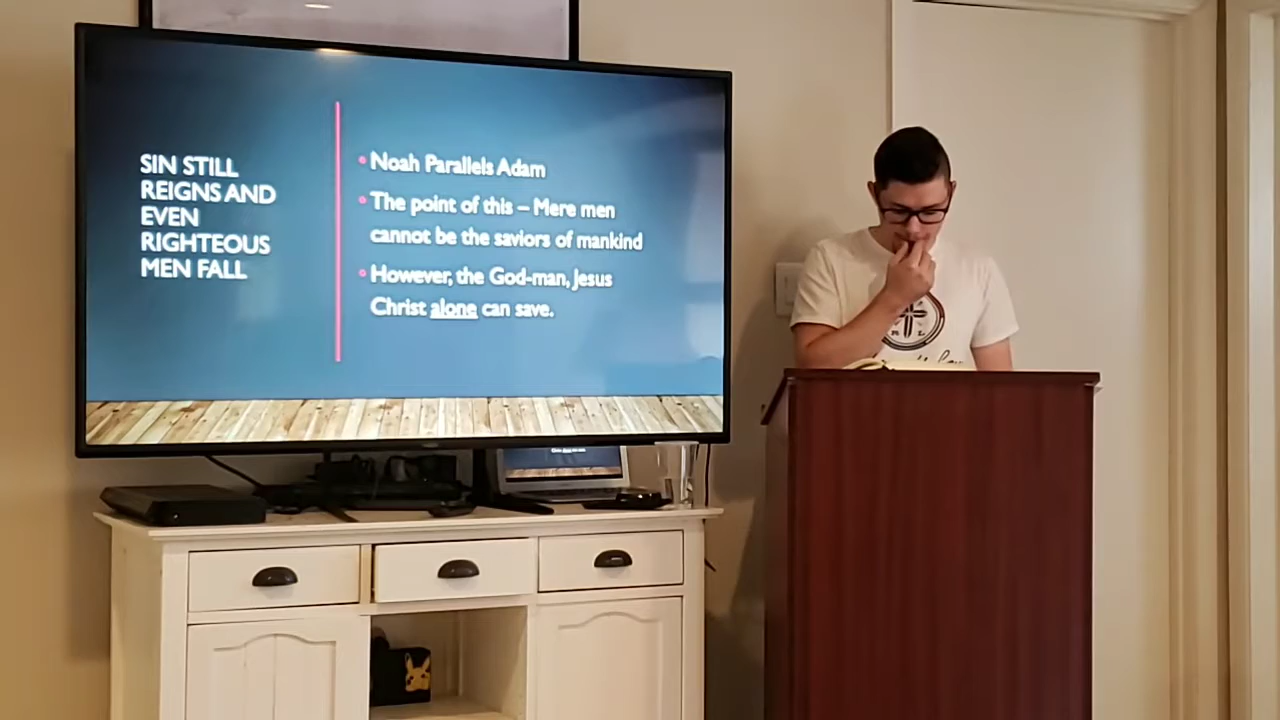 SIN STILL
REIGNS AND
EVEN
RIGHTEOUS
MEN FALL
• Noah Parallels Adam
• The point of this – Mere men
cannot be the saviors of mankind
• However, the God-man, Jesus
Christ alone can save.